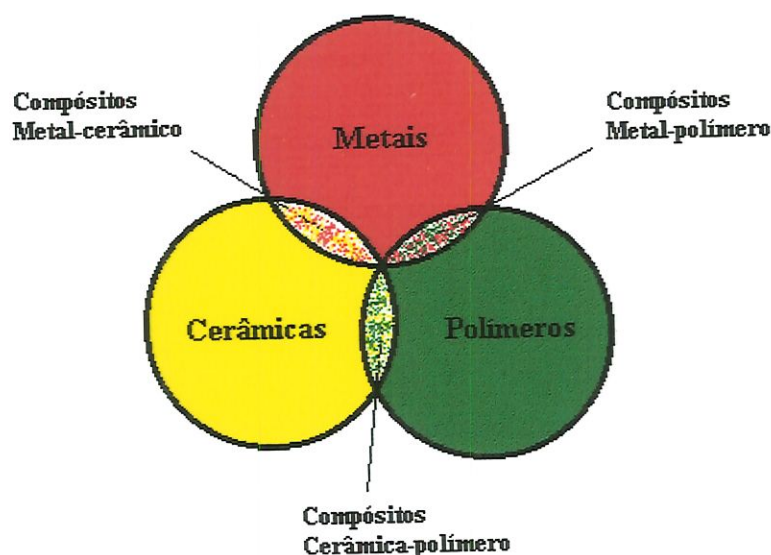 Compósitos
Metal-cerâmico
Compósitos
Metal-polímero
Metais
Cerâmicas
Polímeros
Compósitos
Cerâmica-polímero